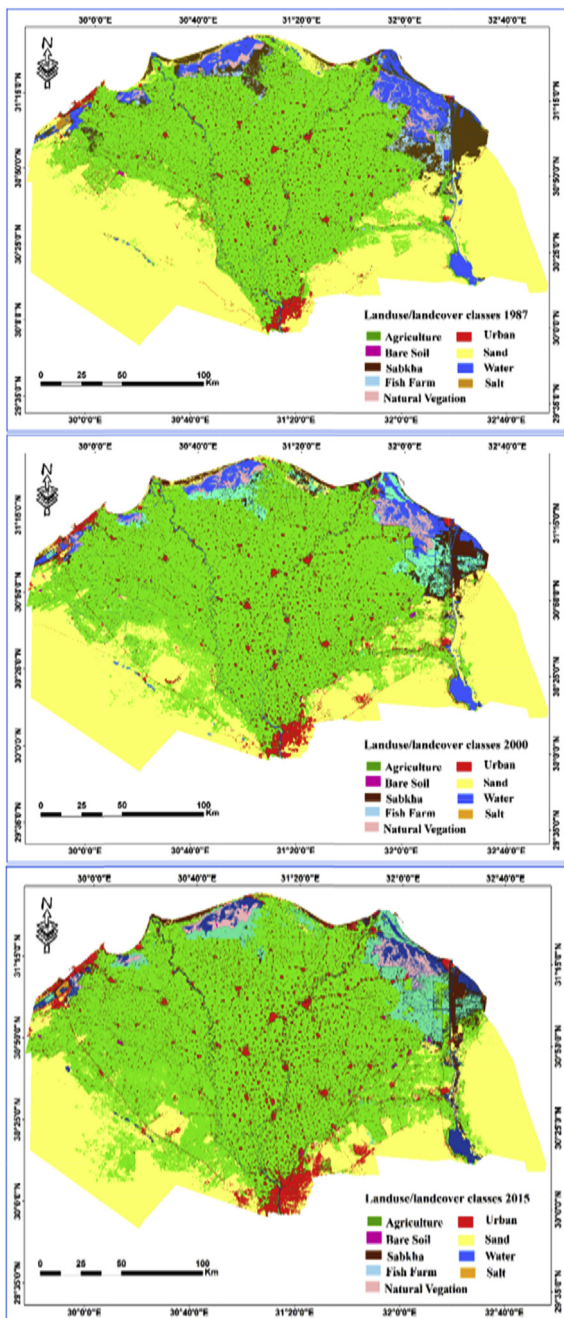 30°0'0"E 30°40'0"E 31°20'0"E 32°0'0"E 32°40'0"E
N
Landuse/landcover classes 1987
Agriculture Urban
Bare Soil Sand
Sabkha Water
Fish Farm Salt
Natural Vegation
0 25 50 100
Km
30°0'0"E 30°40'0"E 31°20'0"E 32°0'0"E 32°40'0"E
30°0'0"E 30°40'0"E 31°20'0"E 32°0'0"E 32°40'0"E
N
Landuse/landcover classes 2000
Agriculture Urban
Bare Soil Sand
Sabkha Water
Fish Farm Salt
Natural Vegation
0 25 50 100
Km
30°0'0"E 30°40'0"E 31°20'0"E 32°0'0"E 32°40'0"E
30°0'0"E 30°40'0"E 31°20'0"E 32°0'0"E 32°40'0"E
N
Landuse/landcover classes 2015
Agriculture Urban
Bare Soil Sand
Sabkha Water
Fish Farm Salt
Natural Vegation
0 25 50 100
Km
30°0'0"E 30°40'0"E 31°20'0"E 32°0'0"E 32°40'0"E